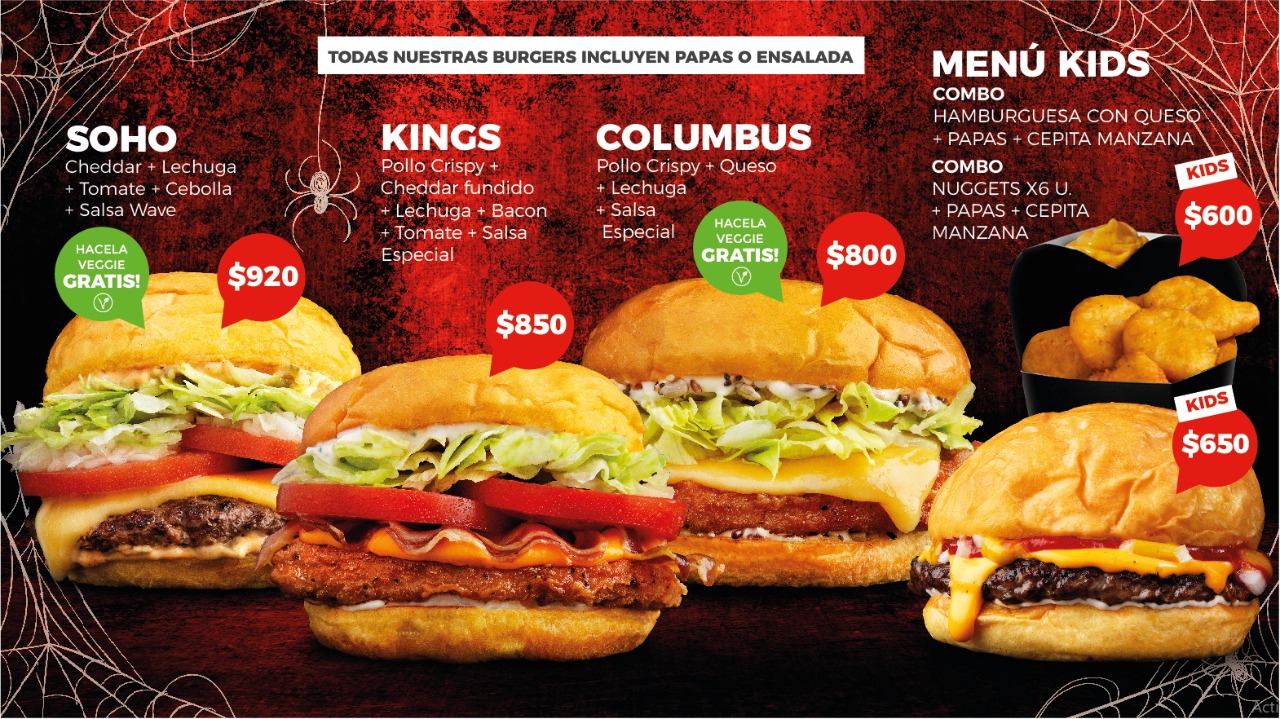 TODAS NUESTRAS BURGERS INCLUYEN PAPAS O ENSALADA
SOHO
Cheddar + Lechuga
+ Tomate + Cebolla
+ Salsa Wave
HACELA
VEGGIE
GRATIS!
V
$920
KINGS
Pollo Crispy +
Cheddar fundido
+ Lechuga + Bacon
+ Tomate + Salsa
Especial
$850
COLUMBUS
Pollo Crispy + Queso
+ Lechuga
+ Salsa
Especial
HACELA
VEGGIE
GRATIS!
V
$800
MENÚ KIDS
COMBO
HAMBURGUESA CON QUESO
+ PAPAS + CEPITA MANZANA
COMBO
NUGGETS X6 U.
+ PAPAS + CEPITA
MANZANA
KIDS
$600
KIDS
$650
Acti